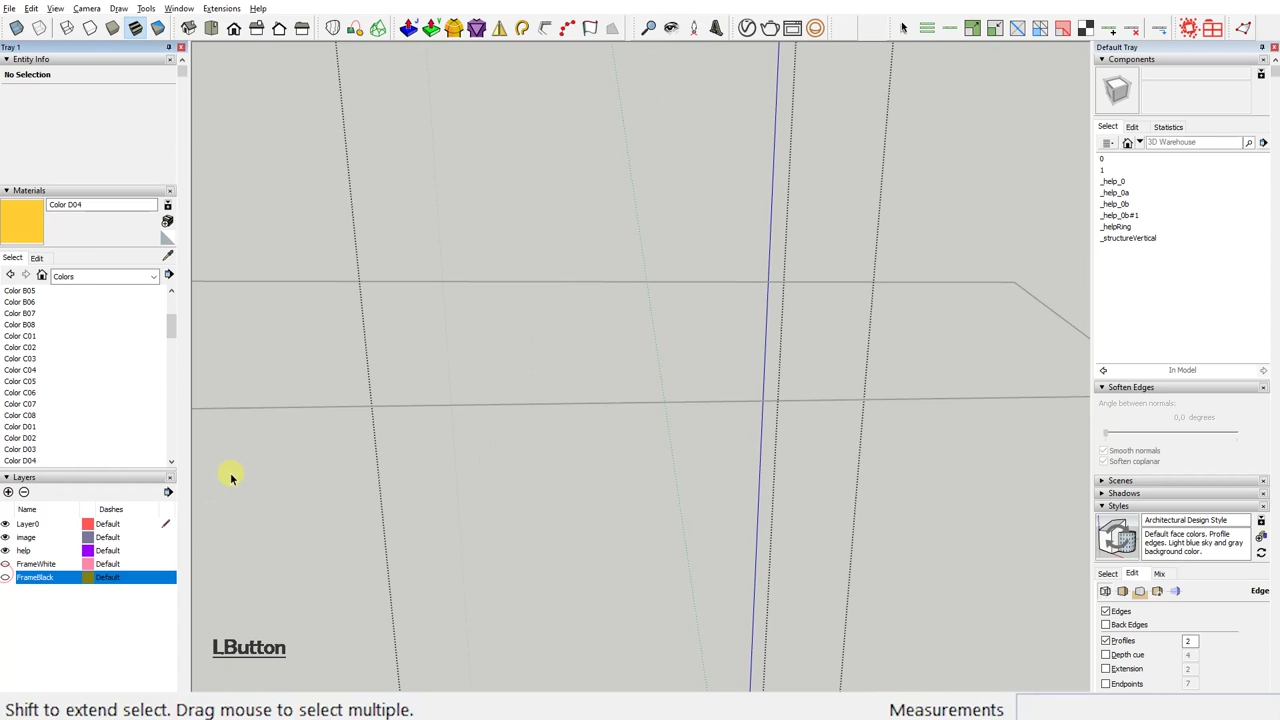 File Edit View Camera Draw Tools Window Extensions Help
Tray 1
Entity Info
No Selection
Materials
Color D04
Select Edit
Colors
Color B05
Color B06
Color B07
Color B08
Color C01
Color C02
Color C03
Color C04
Color C05
Color C06
Color C07
Color C08
Color D01
Color D02
Color D03
Color D04
Layers
Name Dashes
Layer0 Default
image Default
help Default
FrameWhite Default
FrameBlack Default
LButton
Default Tray
Components
Select Edit Statistics
3D Warehouse
0
1
_help_0
_help_0a
_help_0b
_help_0b#1
_helpRing
_structureVertical
In Model
Soften Edges
Angle between normals:
0,0 degrees
Smooth normals
Soften coplanar
Scenes
Shadows
Styles
Architectural Design Style
Default face colors. Profile
edges. Light blue sky and gray
background color.
Select Edit Mix
Edge
Edges
Back Edges
Profiles 2
Depth cue 4
Extension 2
Endpoints 7
Shift to extend select. Drag mouse to select multiple. Measurements